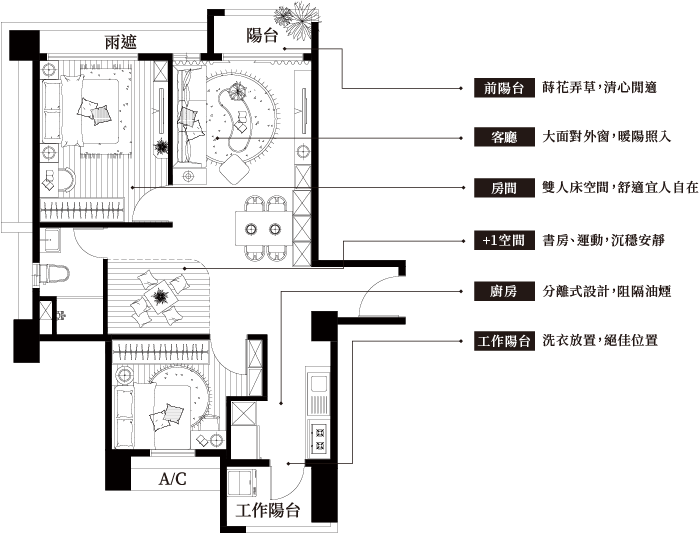 雨遮
陽台
前陽台 蒔花弄草，清心閒適
客廳 大面對外窗，暖陽照入
房間 雙人床空間，舒適宜人自在
+1空間 書房、運動，沉穩安靜
廚房 分離式設計，阻隔油煙
工作陽台 洗衣放置，絕佳位置
A/C
工作陽台